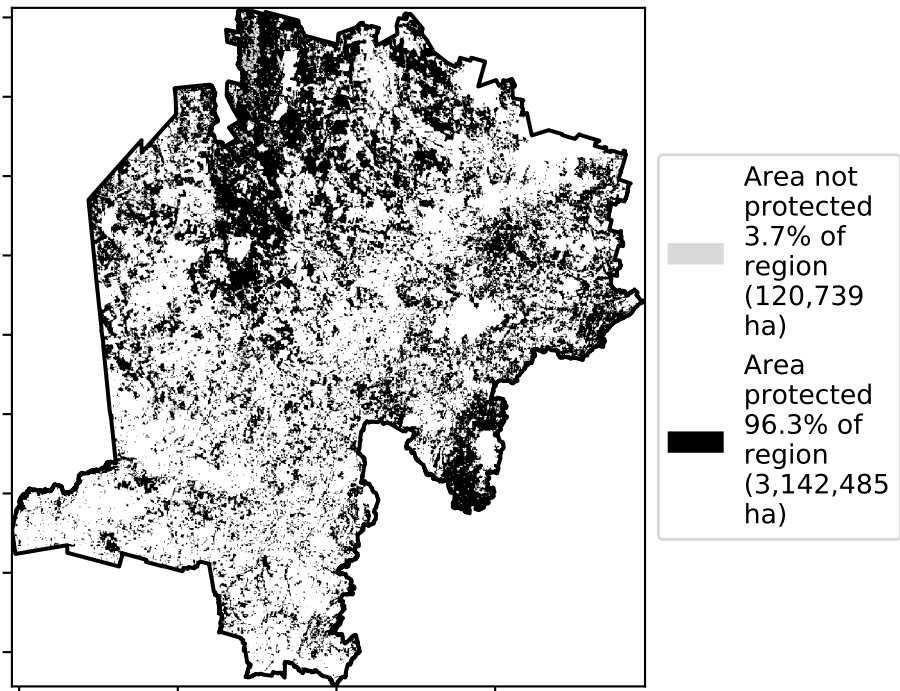 Area not
protected
3.7% of
region
(120,739
ha)
Area
protected
96.3% of
region
(3,142,485
ha)